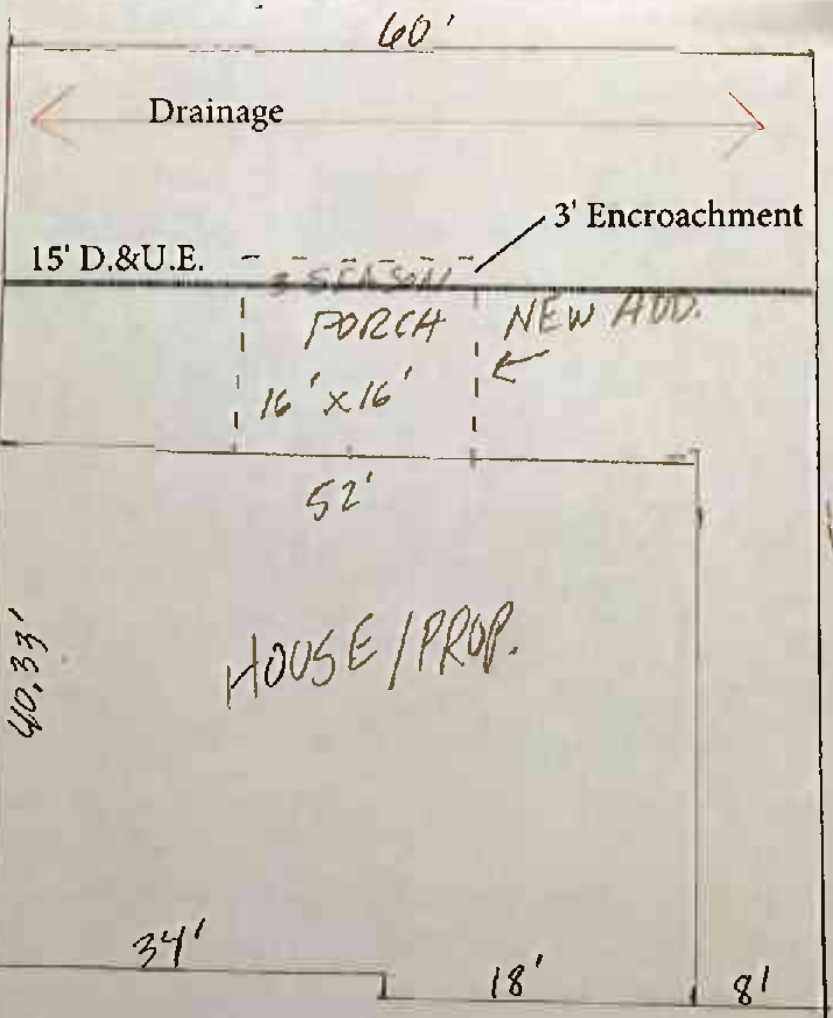 60'
Drainage
3' Encroachment
15' D.&U.E.
3 SEASON
PORCH
NEW ADD.
16' x 16'
52'
40.33'
HOUSE/PROP.
34'
18'
8'